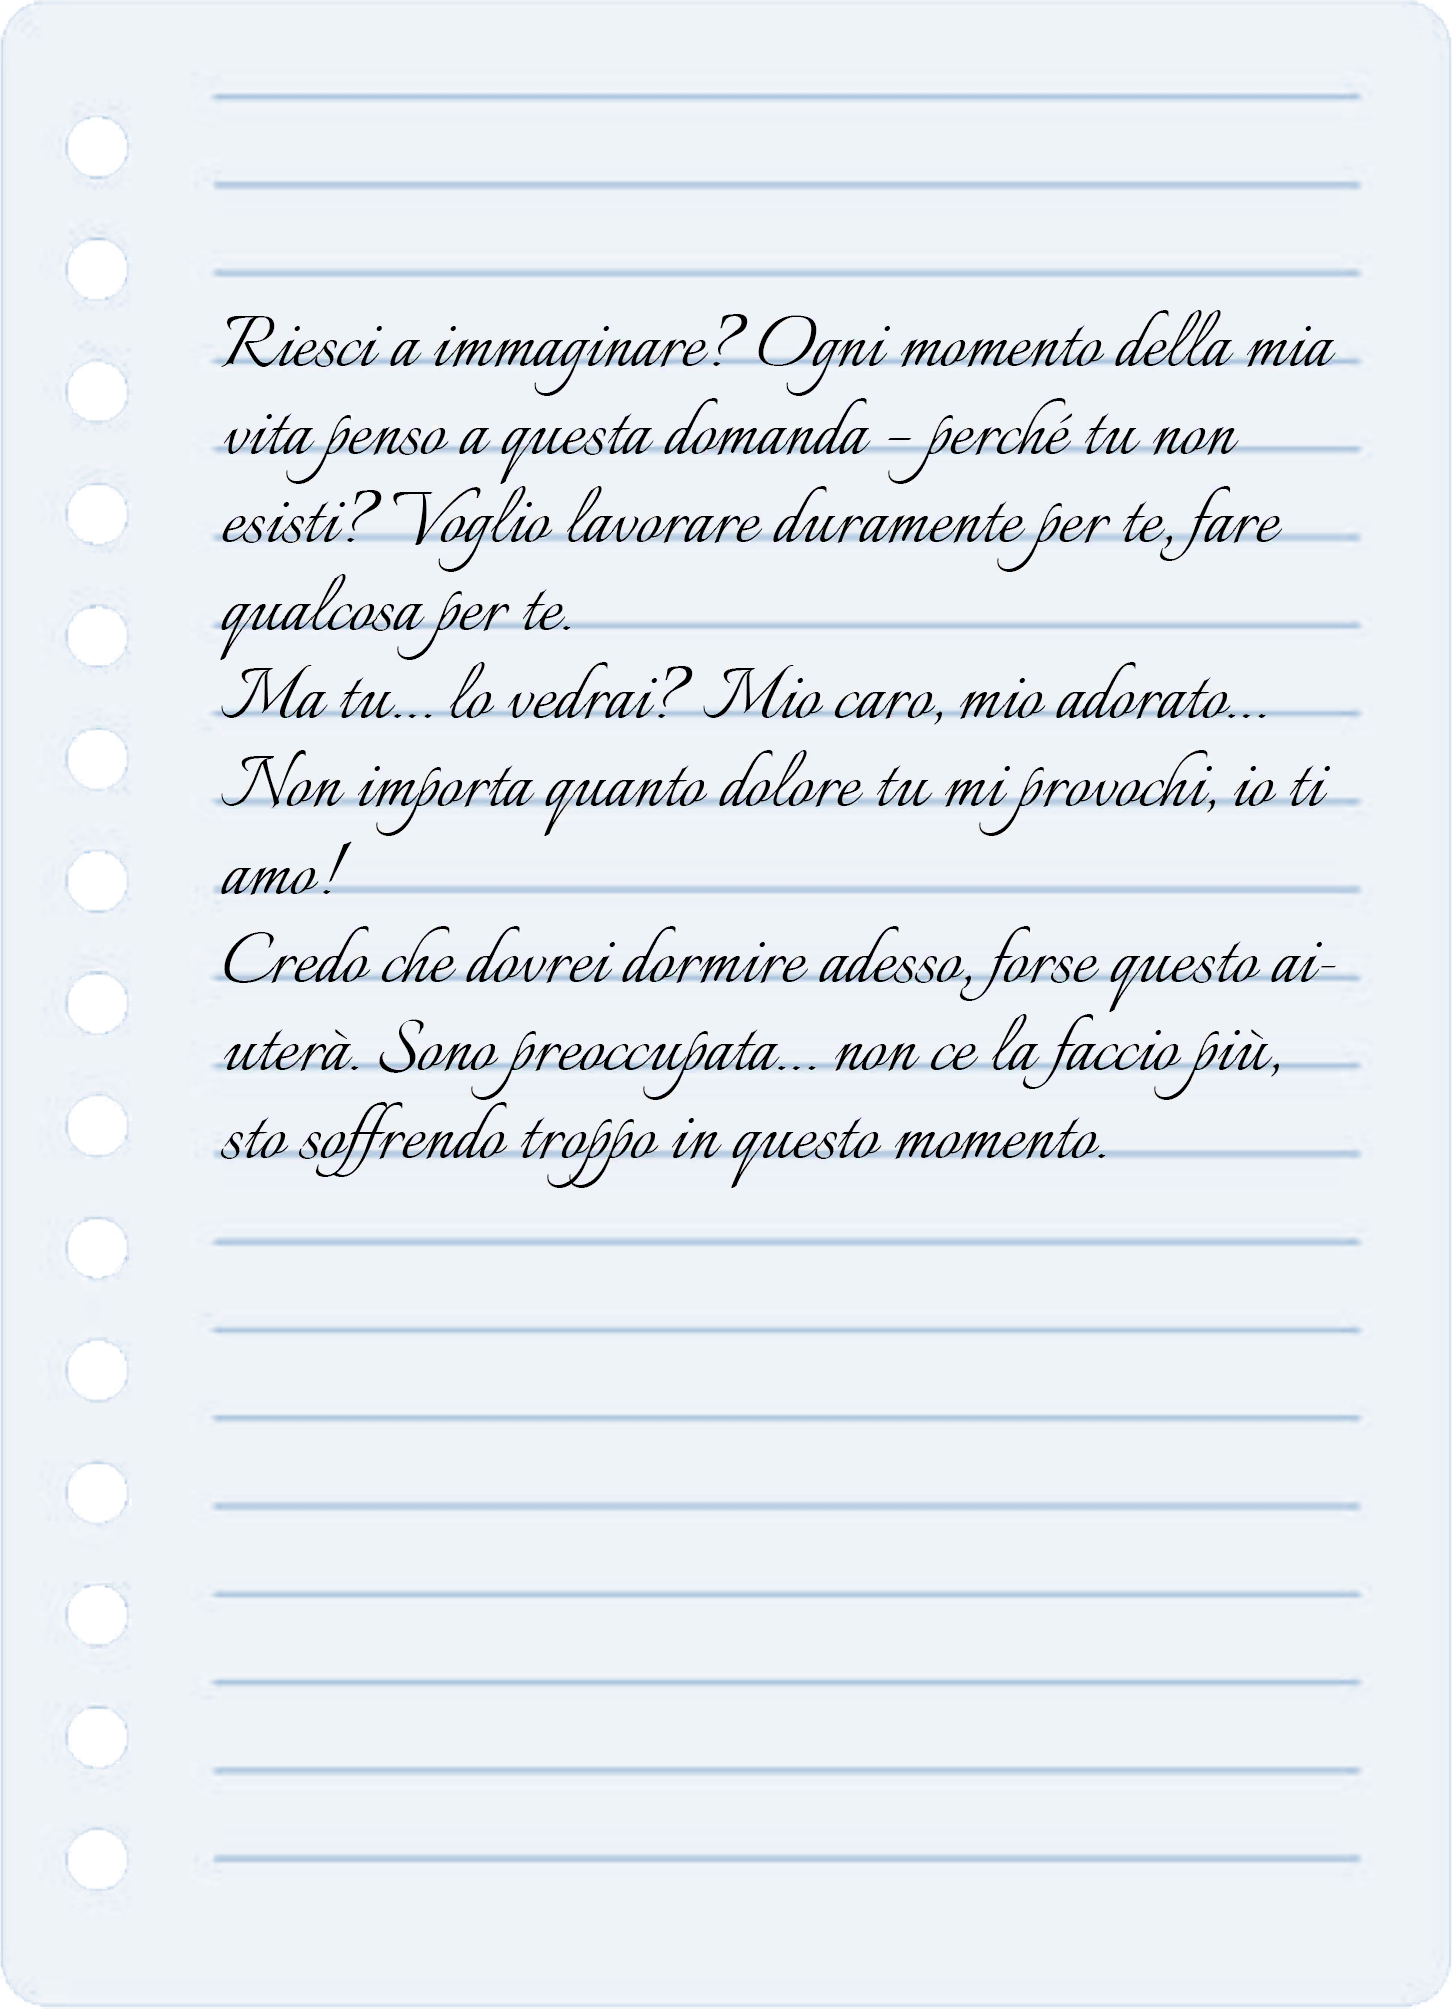 Riesci a immaginare? Ogni momento della mia
vita penso a questa domanda – perché tu non
esisti? Voglio lavorare duramente per te, fare
qualcosa per te.
Ma tu... lo vedrai? Mio caro, mio adorato...
Non importa quanto dolore tu mi provochi, io ti
amo!
Credo che dovrei dormire adesso, forse questo ai-
uterà. Sono preoccupata... non ce la faccio più,
sto soffrendo troppo in questo momento.